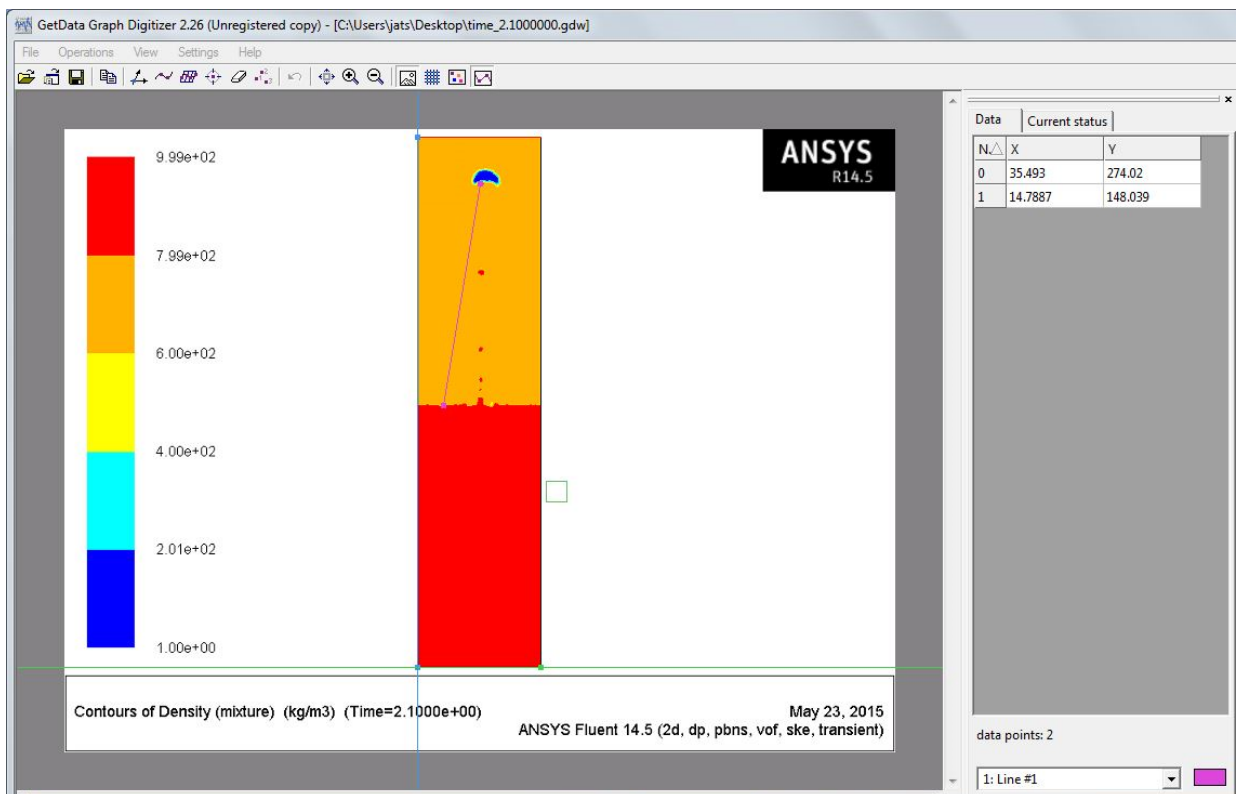 GetData Graph Digitizer 2.26 (Unregistered copy) - [C:\Users\jats\Desktop\time_2.1000000.gdw]
File Operations View Settings Help
Data Current status
N. X Y
0 35.493 274.02
1 14.7887 148.039
ANSYS
R14.5
9.99e+02
7.99e+02
6.00e+02
4.00e+02
2.01e+02
1.00e+00
Contours of Density (mixture) (kg/m3) (Time=2.1000e+00)
May 23, 2015
ANSYS Fluent 14.5 (2d, dp, pbns, vof, ske, transient)
data points: 2
1: Line #1